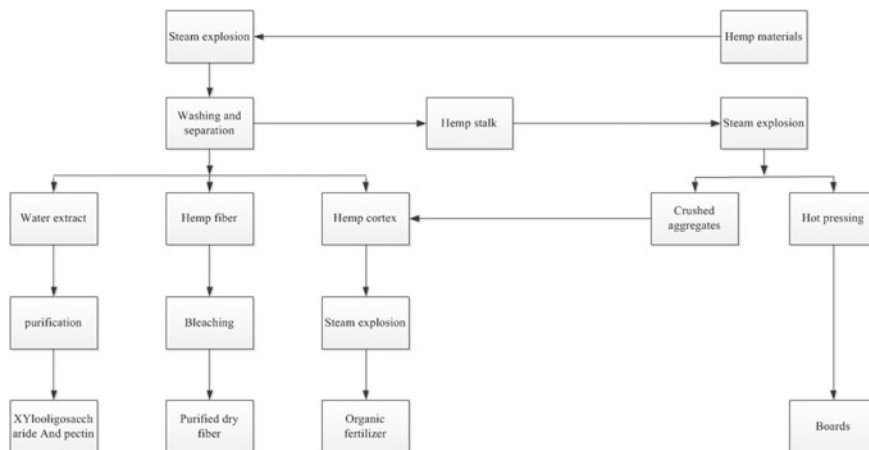 Steam explosion
Hemp materials
Washing and
separation
Hemp stalk
Steam explosion
Water extract
Hemp fiber
Hemp cortex
Crushed
aggregates
Hot pressing
purification
Bleaching
Steam explosion
XYlooligosacch
aride And pectin
Purified dry
fiber
Organic
fertilizer
Boards